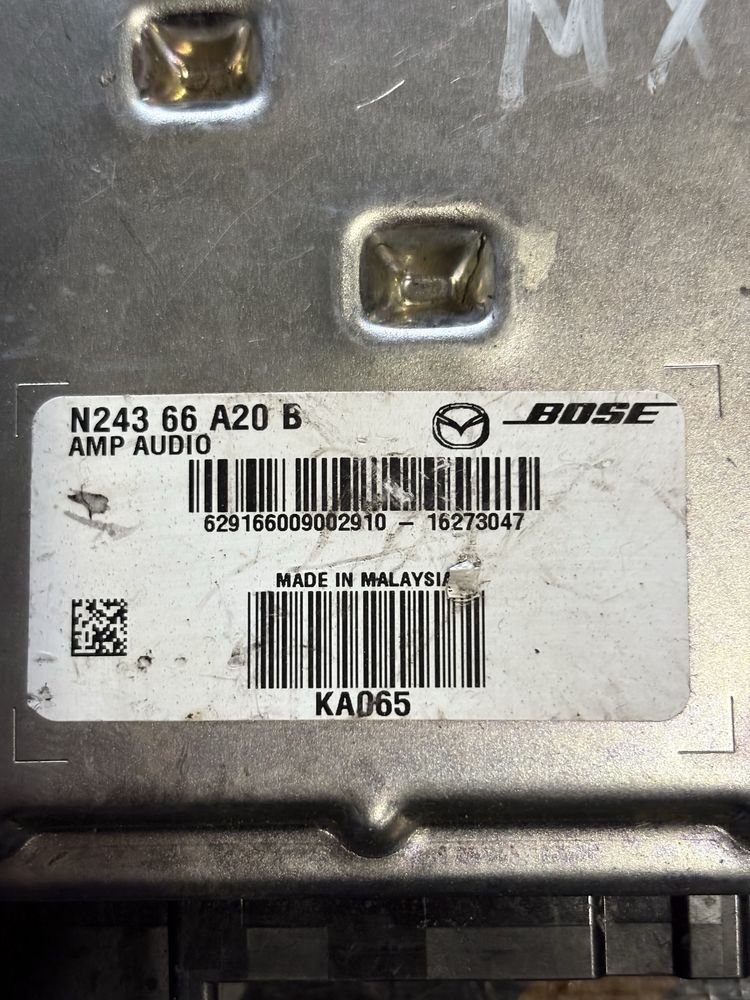 MX
N243 66 A20 B
BOSE
AMP AUDIO
629166009002910 – 16273047
MADE IN MALAYSIA
KA065